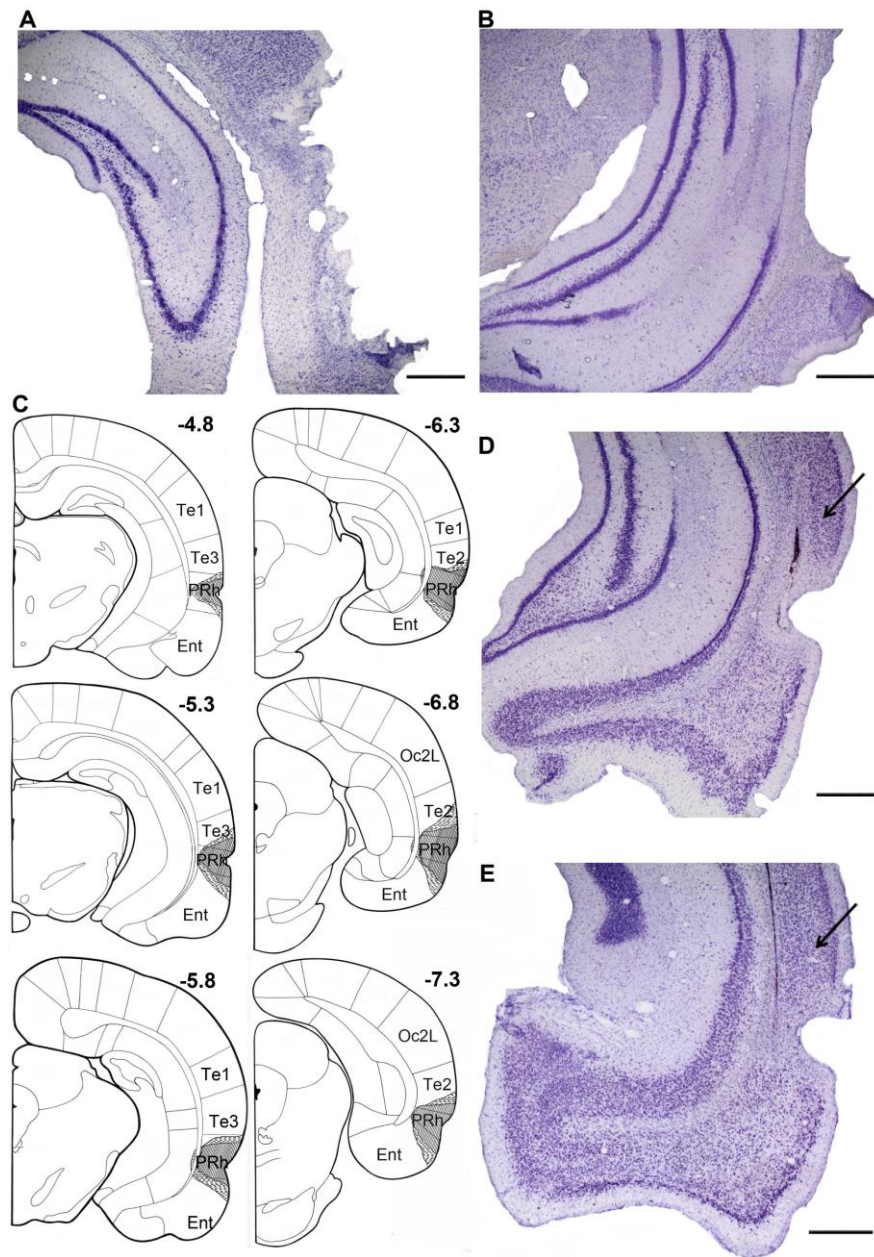 A
B
C
-4.8
Te1
Te3
PRh
Ent
-6.3
Te1
Te2
PRh
Ent
-5.3
Te1
Te3
PRh
Ent
-6.8
Oc2L
Te2
PRh
Ent
-5.8
Te1
Te3
PRh
Ent
-7.3
Oc2L
Te2
PRh
Ent
D
E